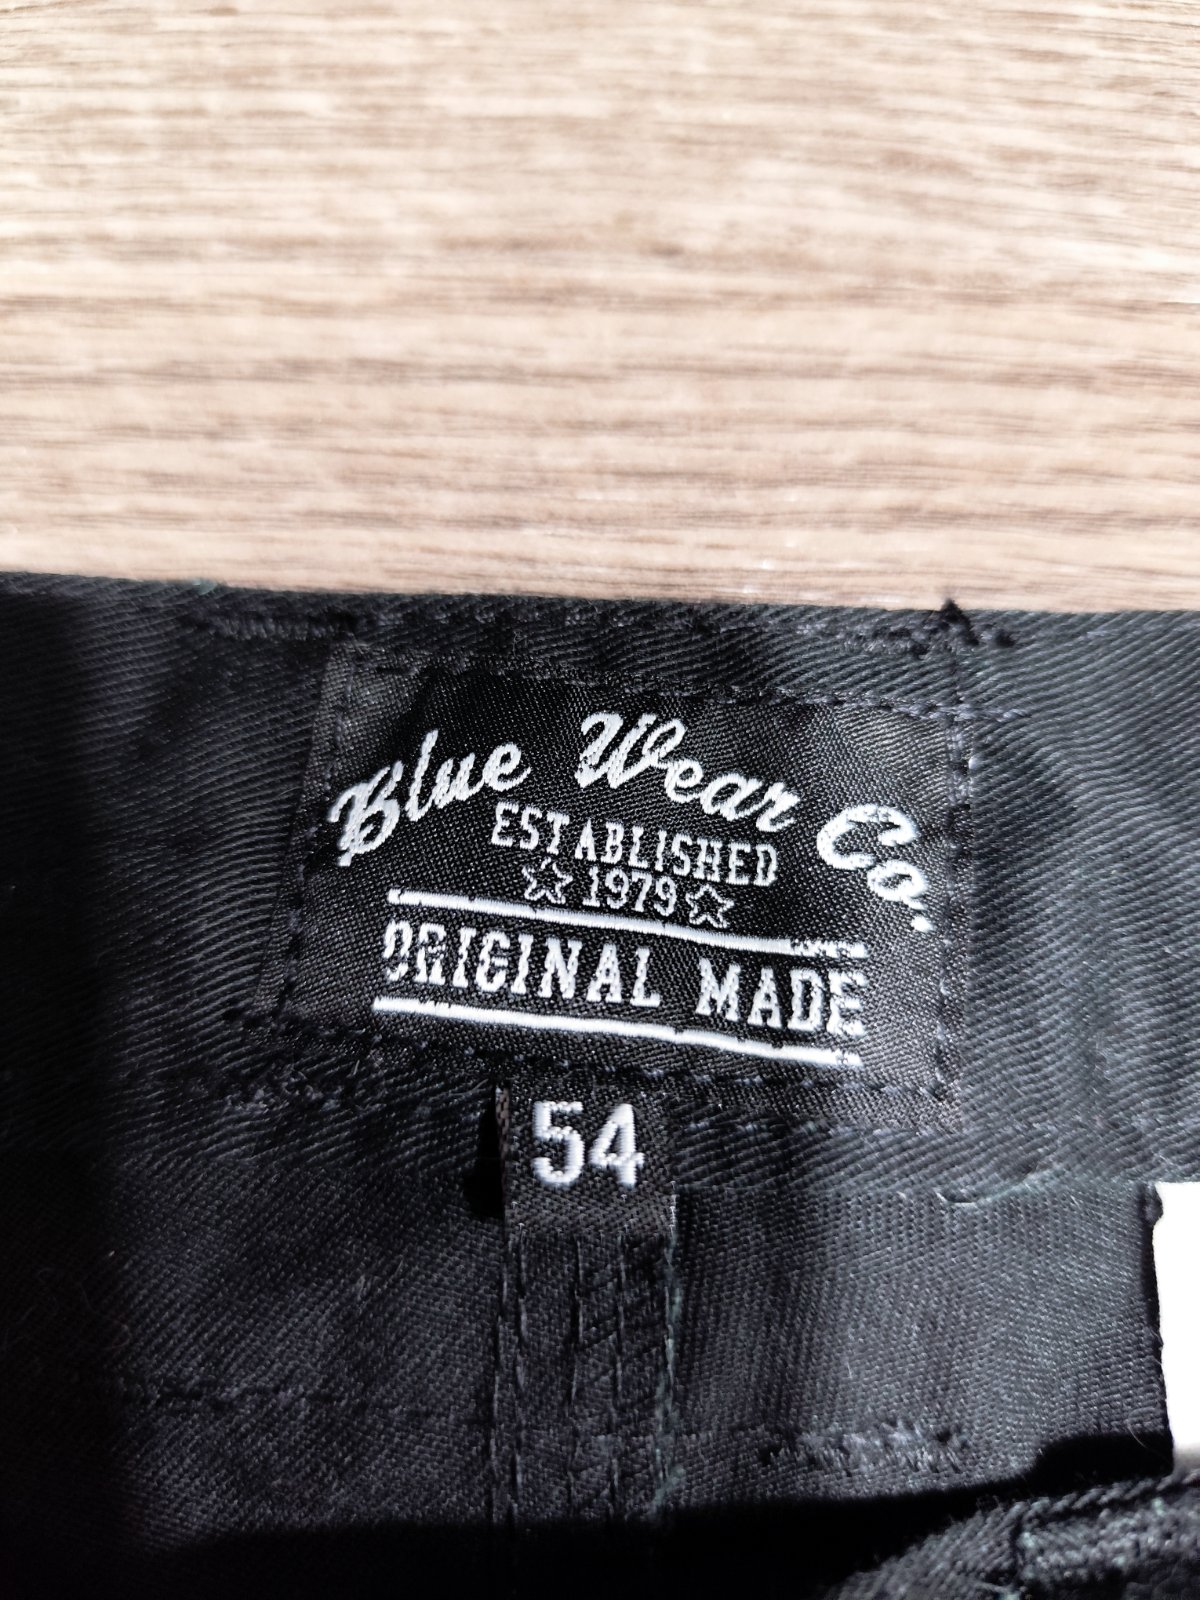 Blue Wear Co.
ESTABLISHED
☆ 1979 ☆
ORIGINAL MADE
54